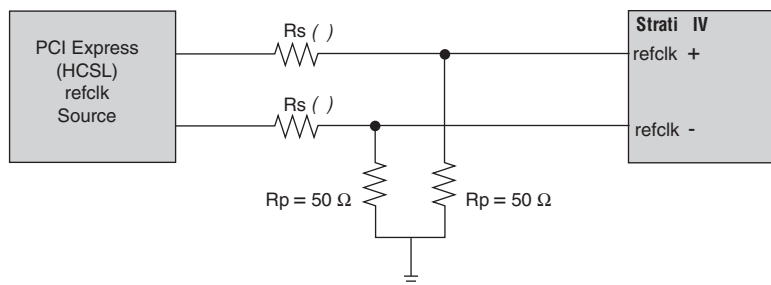 PCI Express
(HCSL)
refclk
Source
Rs ( )
Rs ( )
Rp = 50 Ω
Rp = 50 Ω
Strati IV
refclk +
refclk -